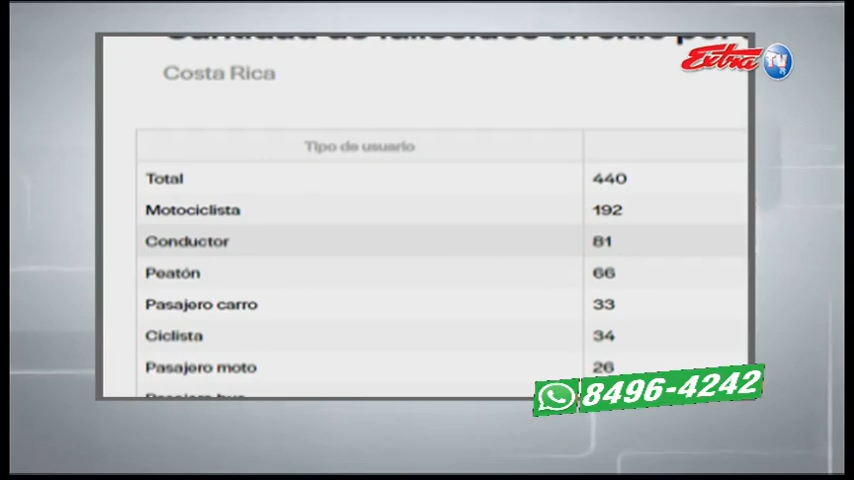 Extra TV
Costa Rica
Tipo de usuario
Total 440
Motociclista 192
Conductor 81
Peatón 66
Pasajero carro 33
Ciclista 34
Pasajero moto 26
8496-4242